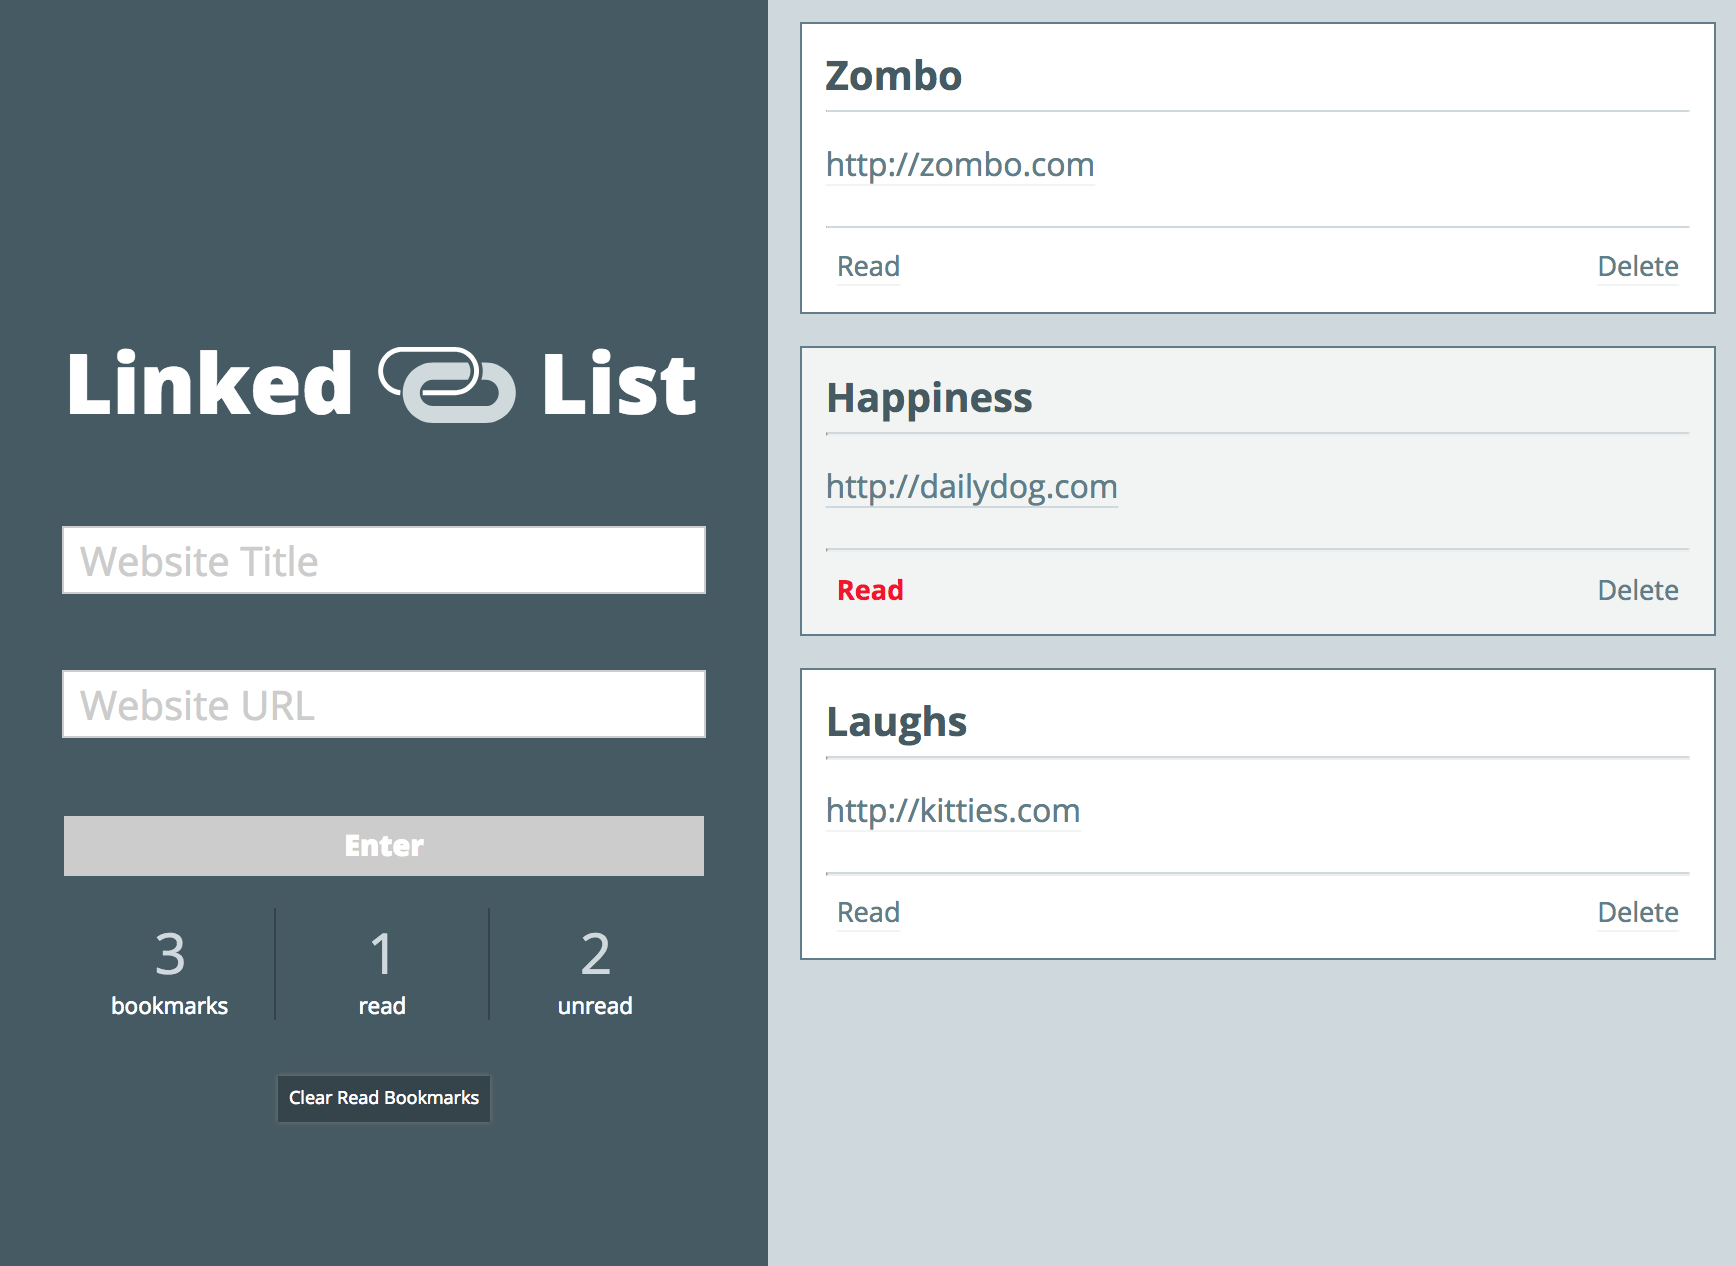 Linked List
Website Title
Website URL
Enter
3 1 2
bookmarks read unread
Clear Read Bookmarks
Zombo
http://zombo.com
Read Delete
Happiness
http://dailydog.com
Read Delete
Laughs
http://kitties.com
Read Delete